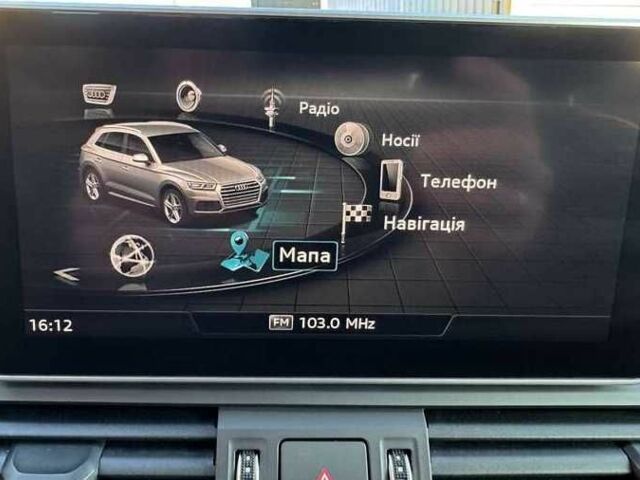 Радіо
Носії
Телефон
Навігація
Мапа
16:12
FM 103.0 MHz